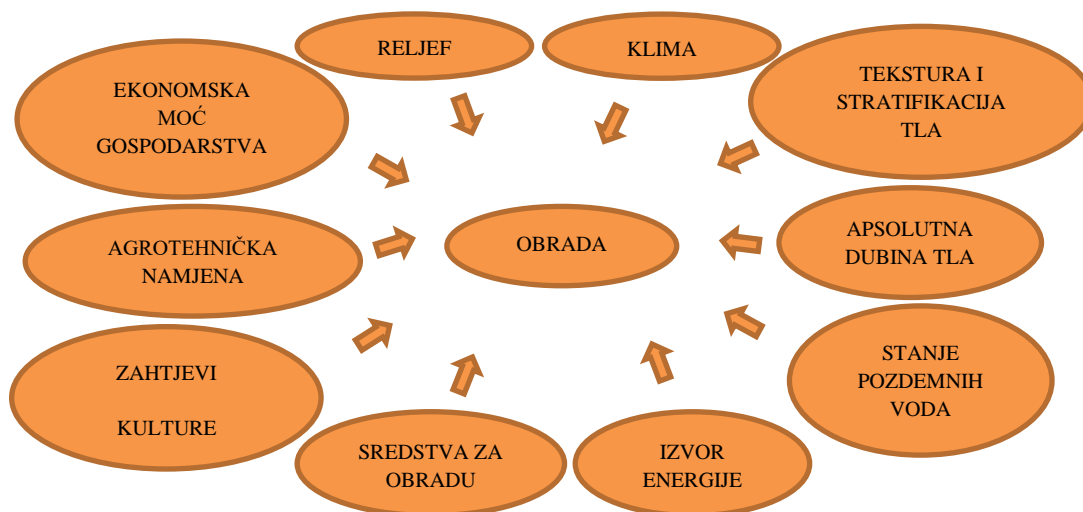 RELJEF
KLIMA
EKONOMSKA
MOĆ
GOSPODARSTVA
TEKSTURA I
STRATIFIKACIJA
TLA
AGROTEHNIČKA
NAMJENA
OBRADA
APSOLUTNA
DUBINA TLA
ZAHTJEVI
KULTURE
STANJE
POZDEMNIH
VODA
SREDSTVA ZA
OBRADU
IZVOR
ENERGIJE